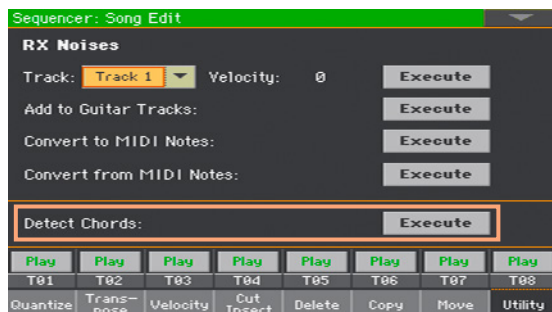 Sequencer: Song Edit
RX Noises
Track: Track 1 Velocity: 0 Execute
Add to Guitar Tracks: Execute
Convert to MIDI Notes: Execute
Convert from MIDI Notes: Execute
Detect Chords: Execute
Play Play Play Play Play Play Play Play
T01 T02 T03 T04 T05 T06 T07 T08
Quantize Trans- Velocity Cut Delete Copy Move Utility
pose Insect